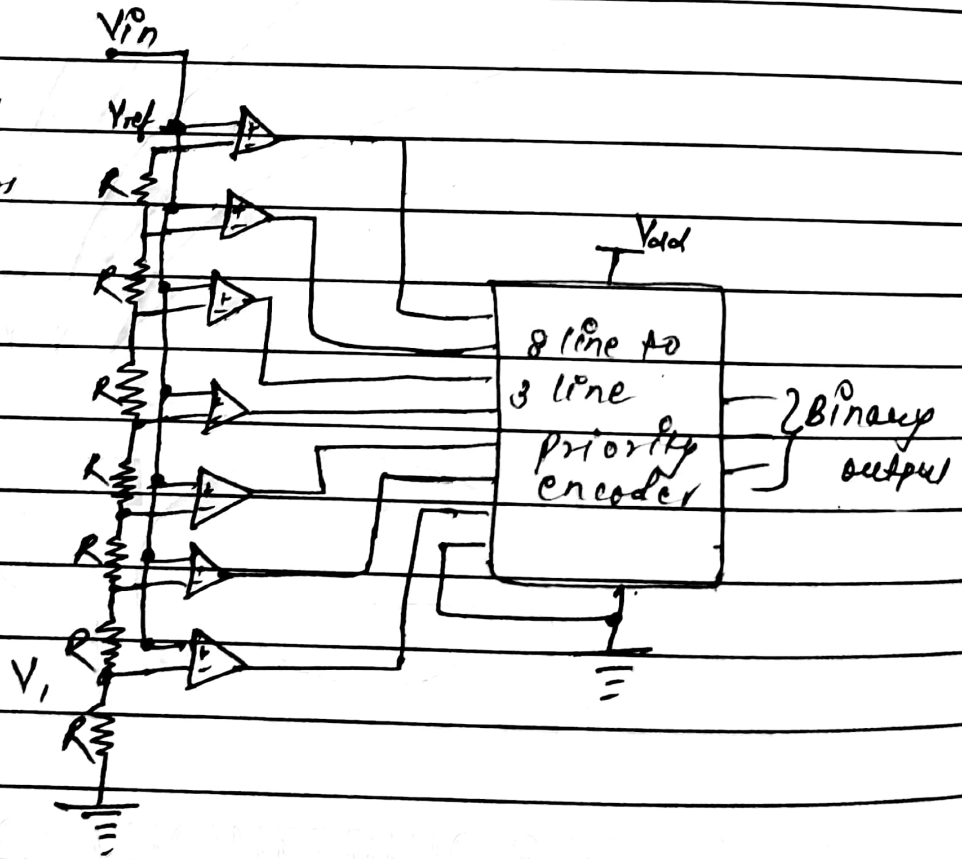 Vin
Vref
R
R
R
R
R
R
R
V1
Vdd
8 line to
3 line
priority
encoder
Binary
output